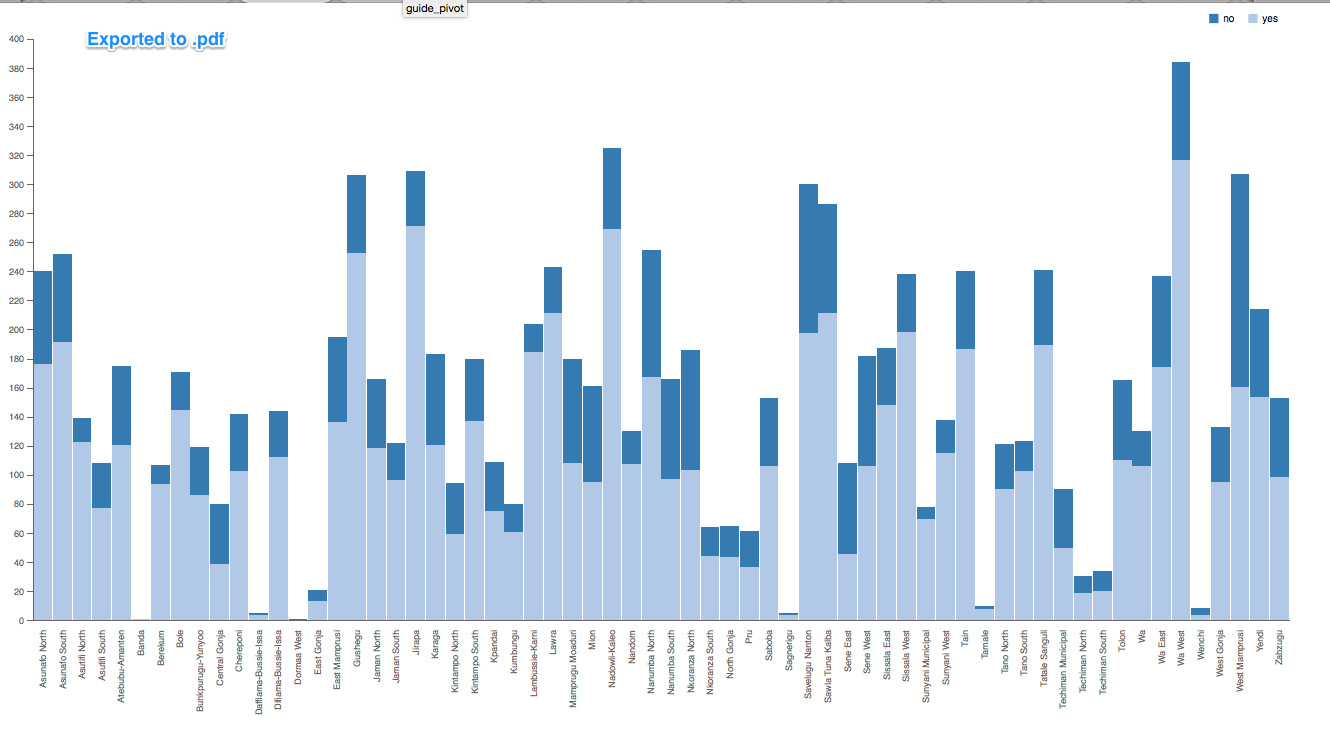 guide_pivot
no yes
Exported to .pdf
400
380
360
340
320
300
280
260
240
220
200
180
160
140
120
100
80
60
40
20
0
Asunafo North
Asunafo South
Asutifi North
Asutifi South
Atebubu-Amanten
Banda
Berekum
Bole
Bunkpurugu-Yunyoo
Central Gonja
Chereponi
Daffiama-Bussie-Issa
Difiama-Bussie-Issa
Dormaa West
East Gonja
East Mamprusi
Gushegu
Jaman North
Jaman South
Jirapa
Karaga
Kintampo North
Kintampo South
Kpandai
Kumbungu
Lambussie-Karni
Lawra
Mamprugu Moaduri
Mion
Nadowli-Kaleo
Nandom
Nanumba North
Nanumba South
Nkoranza North
Nkoranza South
North Gonja
Pru
Saboba
Sagnerigu
Savelugu Nanton
Sawla Tuna Kalba
Sene East
Sene West
Sissala East
Sissala West
Sunyani Municipal
Sunyani West
Tain
Tamale
Tano North
Tano South
Tatale Sanguli
Techiman Municipal
Techiman North
Techiman South
Tolon
Wa
Wa East
Wa West
Wenchi
West Gonja
West Mamprusi
Yendi
Zabzugu